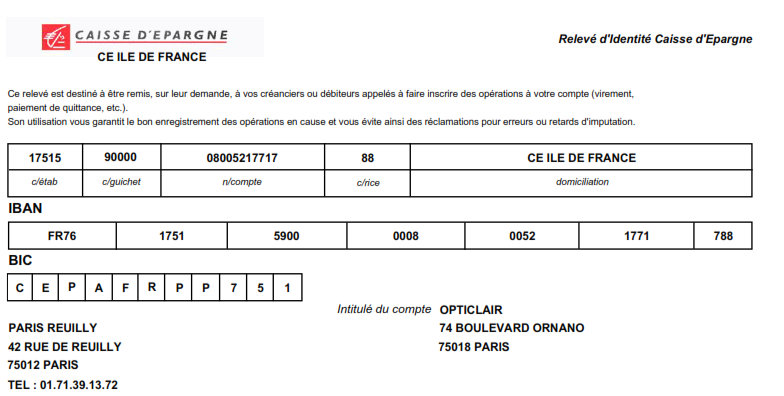 CAISSE D'EPARGNE
CE ILE DE FRANCE
Relevé d'Identité Caisse d'Epargne
Ce relevé est destiné à être remis, sur leur demande, à vos créanciers ou débiteurs appelés à faire inscrire des opérations à votre compte (virement,
paiement de quittance, etc.).
Son utilisation vous garantit le bon enregistrement des opérations en cause et vous évite ainsi des réclamations pour erreurs ou retards d'imputation.
17515 90000 08005217717 88 CE ILE DE FRANCE
c/étab c/guichet n/compte c/rice domiciliation
IBAN
FR76 1751 5900 0008 0052 1771 788
BIC
C E P A F R P P 7 5 1
Intitulé du compte OPTICLAIR
PARIS REUILLY 74 BOULEVARD ORNANO
42 RUE DE REUILLY 75018 PARIS
75012 PARIS
TEL : 01.71.39.13.72